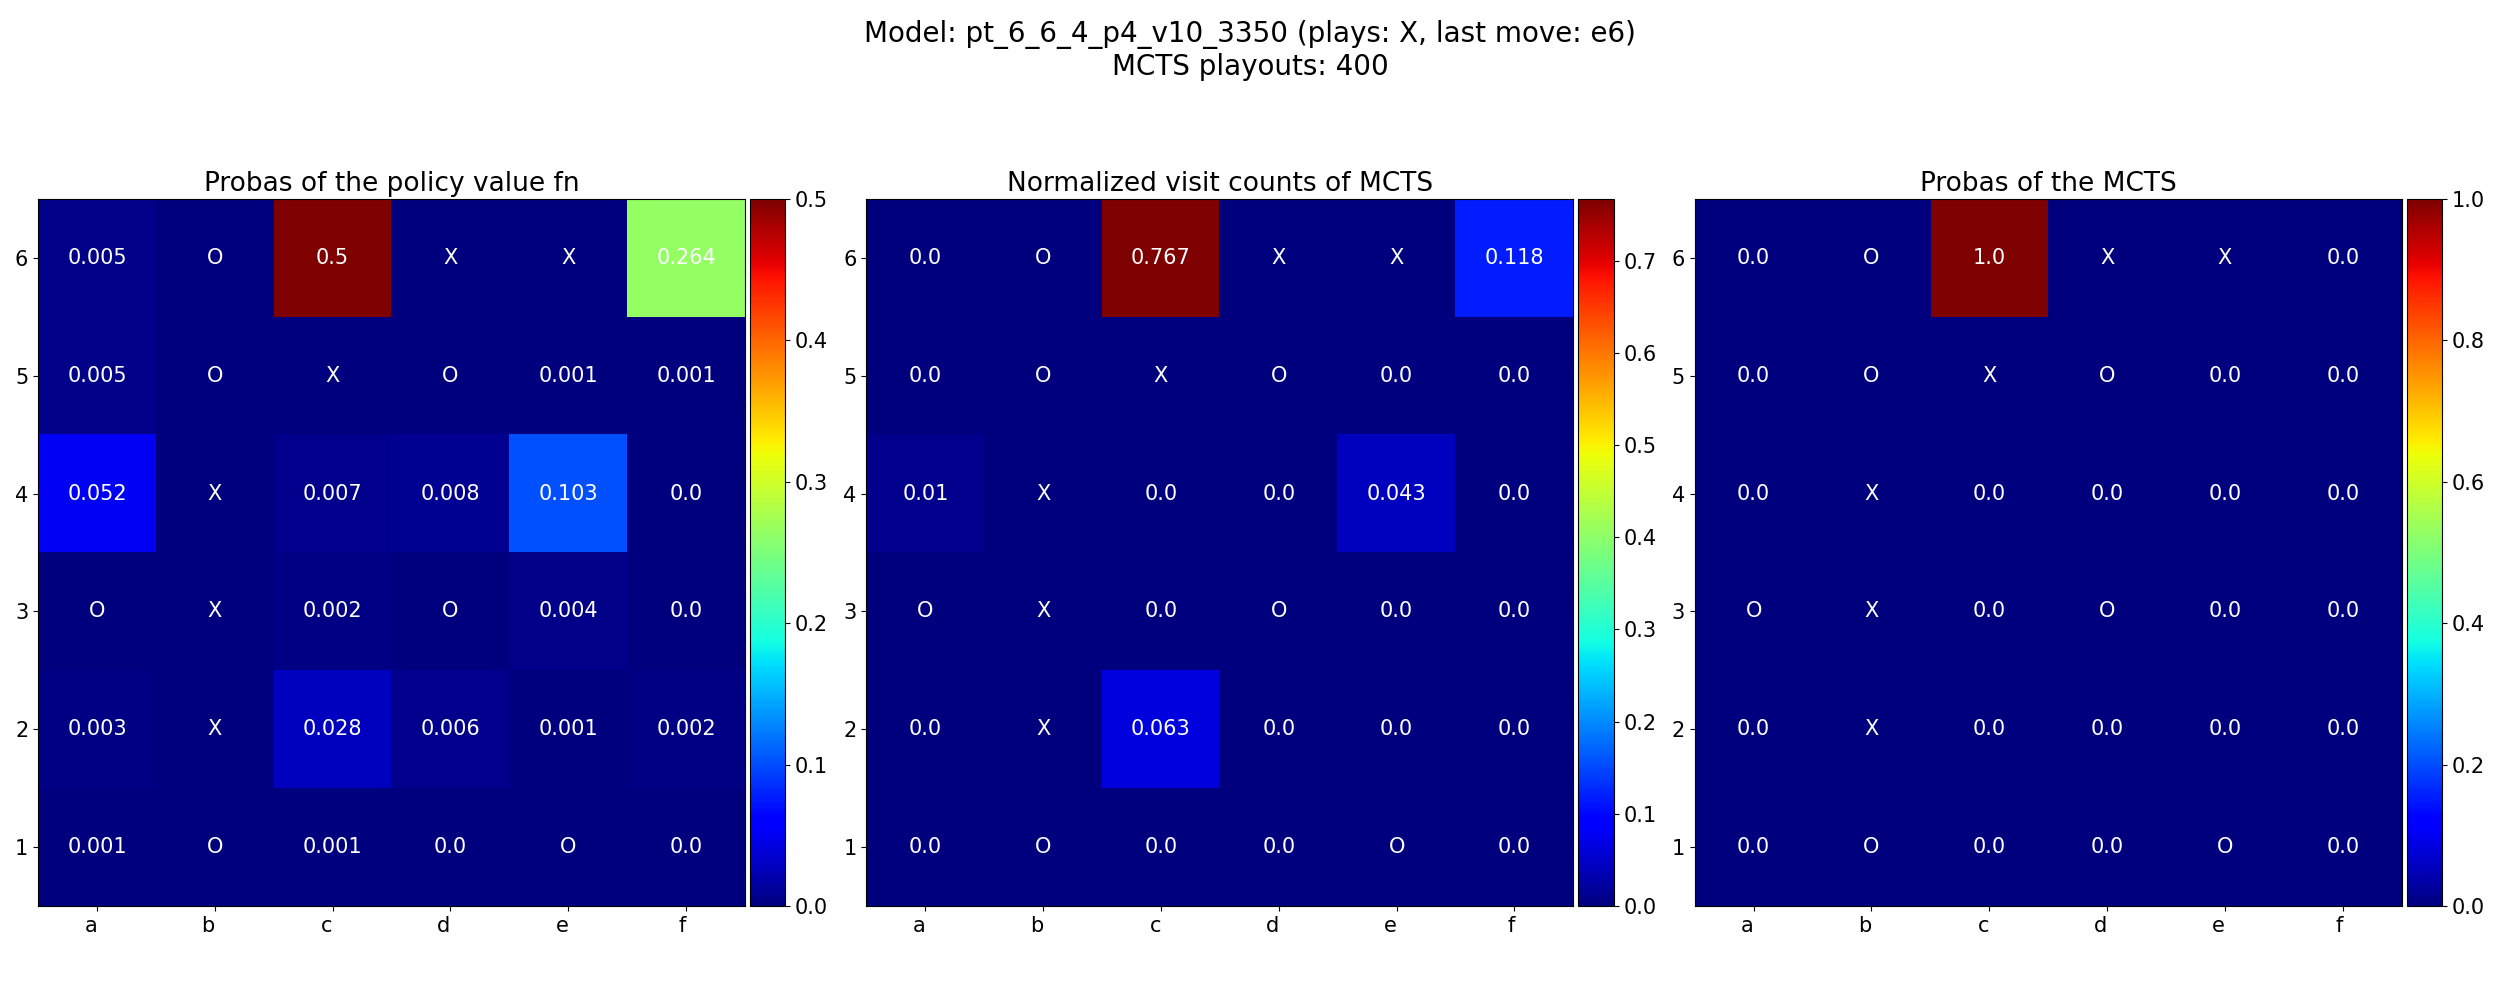 Model: pt_6_6_4_p4_v10_3350 (plays: X, last move: e6)
MCTS playouts: 400
Probas of the policy value fn
6 0.005 O 0.5 X X 0.264
5 0.005 O X O 0.001 0.001
4 0.052 X 0.007 0.008 0.103 0.0
3 O X 0.002 O 0.004 0.0
2 0.003 X 0.028 0.006 0.001 0.002
1 0.001 O 0.001 0.0 O 0.0
a b c d e f
0.5
0.4
0.3
0.2
0.1
0.0
Normalized visit counts of MCTS
6 0.0 O 0.767 X X 0.118
5 0.0 O X O 0.0 0.0
4 0.01 X 0.0 0.0 0.043 0.0
3 O X 0.0 O 0.0 0.0
2 0.0 X 0.063 0.0 0.0 0.0
1 0.0 O 0.0 0.0 O 0.0
a b c d e f
0.7
0.6
0.5
0.4
0.3
0.2
0.1
0.0
Probas of the MCTS
6 0.0 O 1.0 X X 0.0
5 0.0 O X O 0.0 0.0
4 0.0 X 0.0 0.0 0.0 0.0
3 O X 0.0 O 0.0 0.0
2 0.0 X 0.0 0.0 0.0 0.0
1 0.0 O 0.0 0.0 O 0.0
a b c d e f
1.0
0.8
0.6
0.4
0.2
0.0